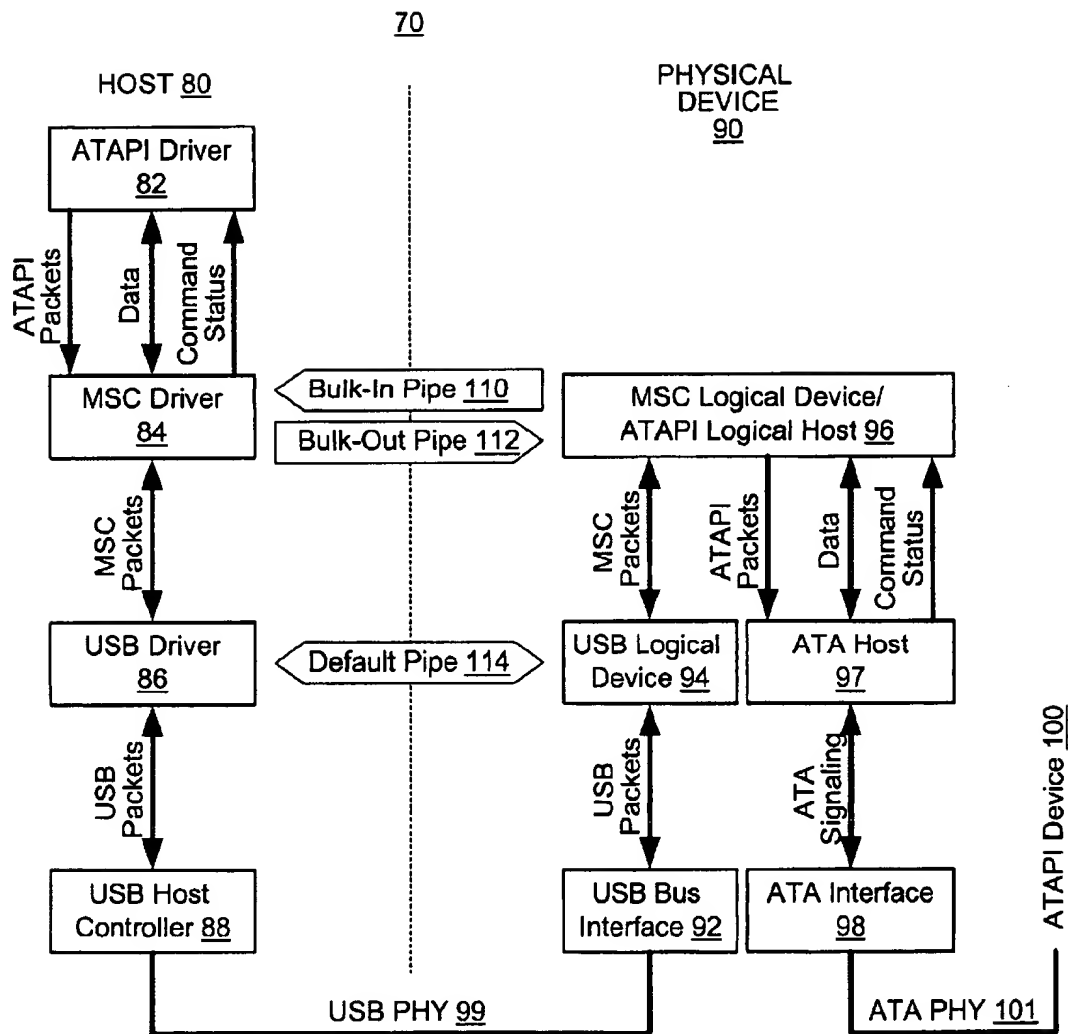 70
HOST 80
PHYSICAL
DEVICE
90
ATAPI Driver
82
ATAPI
Packets
Data
Command
Status
MSC Driver
84
Bulk-In Pipe 110
Bulk-Out Pipe 112
MSC Logical Device/
ATAPI Logical Host 96
MSC
Packets
MSC
Packets
ATAPI
Packets
Data
Command
Status
USB Driver
86
Default Pipe 114
USB Logical
Device 94
ATA Host
97
USB
Packets
USB
Packets
ATA
Signaling
ATAPI Device 100
USB Host
Controller 88
USB Bus
Interface 92
ATA Interface
98
USB PHY 99
ATA PHY 101